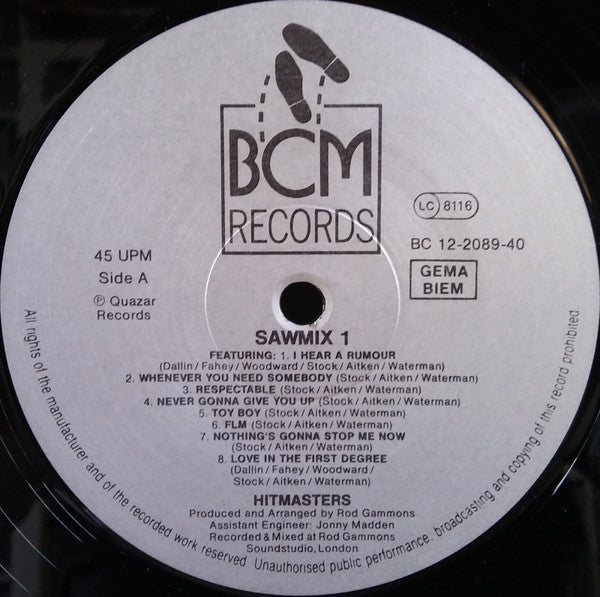 BCM
RECORDS
LC 8116
BC 12-2089-40
GEMA
BIEM
45 UPM
Side A
℗ Quazar
Records
SAWMIX 1
FEATURING: 1. I HEAR A RUMOUR
(Dallin / Fahey / Woodward / Stock / Aitken / Waterman)
2. WHENEVER YOU NEED SOMEBODY (Stock / Aitken / Waterman)
3. RESPECTABLE (Stock / Aitken / Waterman)
4. NEVER GONNA GIVE YOU UP (Stock / Aitken / Waterman)
5. TOY BOY (Stock / Aitken / Waterman)
6. FLM (Stock / Aitken / Waterman)
7. NOTHING'S GONNA STOP ME NOW
(Stock / Aitken / Waterman)
8. LOVE IN THE FIRST DEGREE
(Dallin / Fahey / Woodward /
Stock / Aitken / Waterman)
HITMASTERS
Produced and Arranged by Rod Gammons
Assistant Engineer: Jonny Madden
Recorded & Mixed at Rod Gammons
Soundstudio, London
All rights of the manufacturer and of the recorded work reserved. Unauthorised public performance, broadcasting and copying of this record prohibited